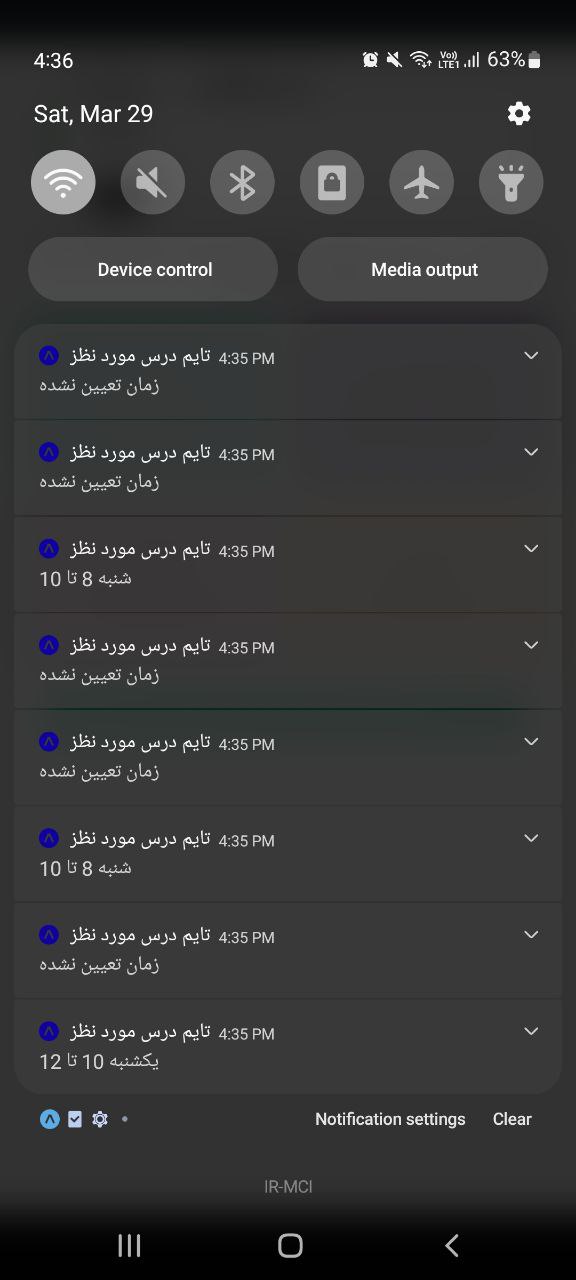 4:36
Vo)) LTE1 63%
Sat, Mar 29
Device control
Media output
تایم درس مورد نظز 4:35 PM
زمان تعیین نشده
تایم درس مورد نظز 4:35 PM
زمان تعیین نشده
تایم درس مورد نظز 4:35 PM
شنبه 8 تا 10
تایم درس مورد نظز 4:35 PM
زمان تعیین نشده
تایم درس مورد نظز 4:35 PM
زمان تعیین نشده
تایم درس مورد نظز 4:35 PM
شنبه 8 تا 10
تایم درس مورد نظز 4:35 PM
زمان تعیین نشده
تایم درس مورد نظز 4:35 PM
یکشنبه 10 تا 12
Notification settings
Clear
IR-MCI